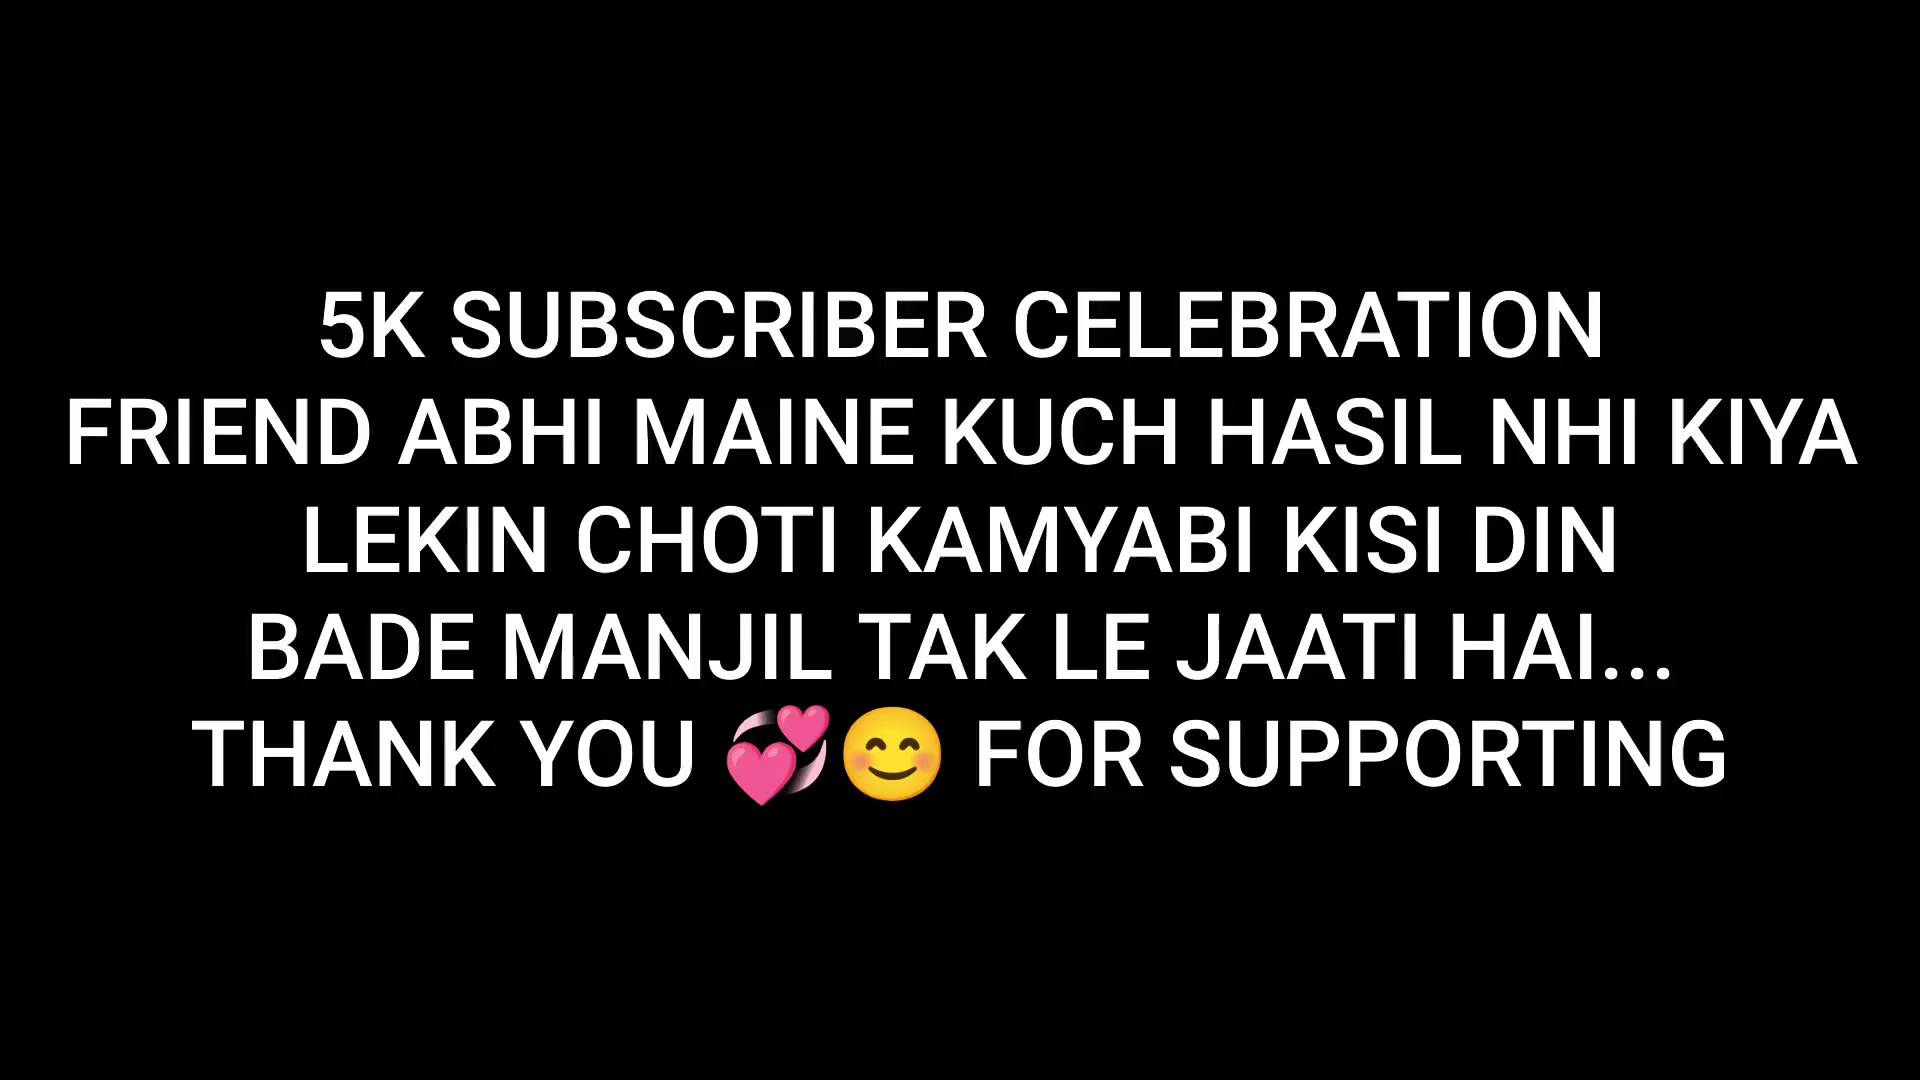 5K SUBSCRIBER CELEBRATION
FRIEND ABHI MAINE KUCH HASIL NHI KIYA
LEKIN CHOTI KAMYABI KISI DIN
BADE MANJIL TAK LE JAATI HAI...
THANK YOU 💞😊 FOR SUPPORTING